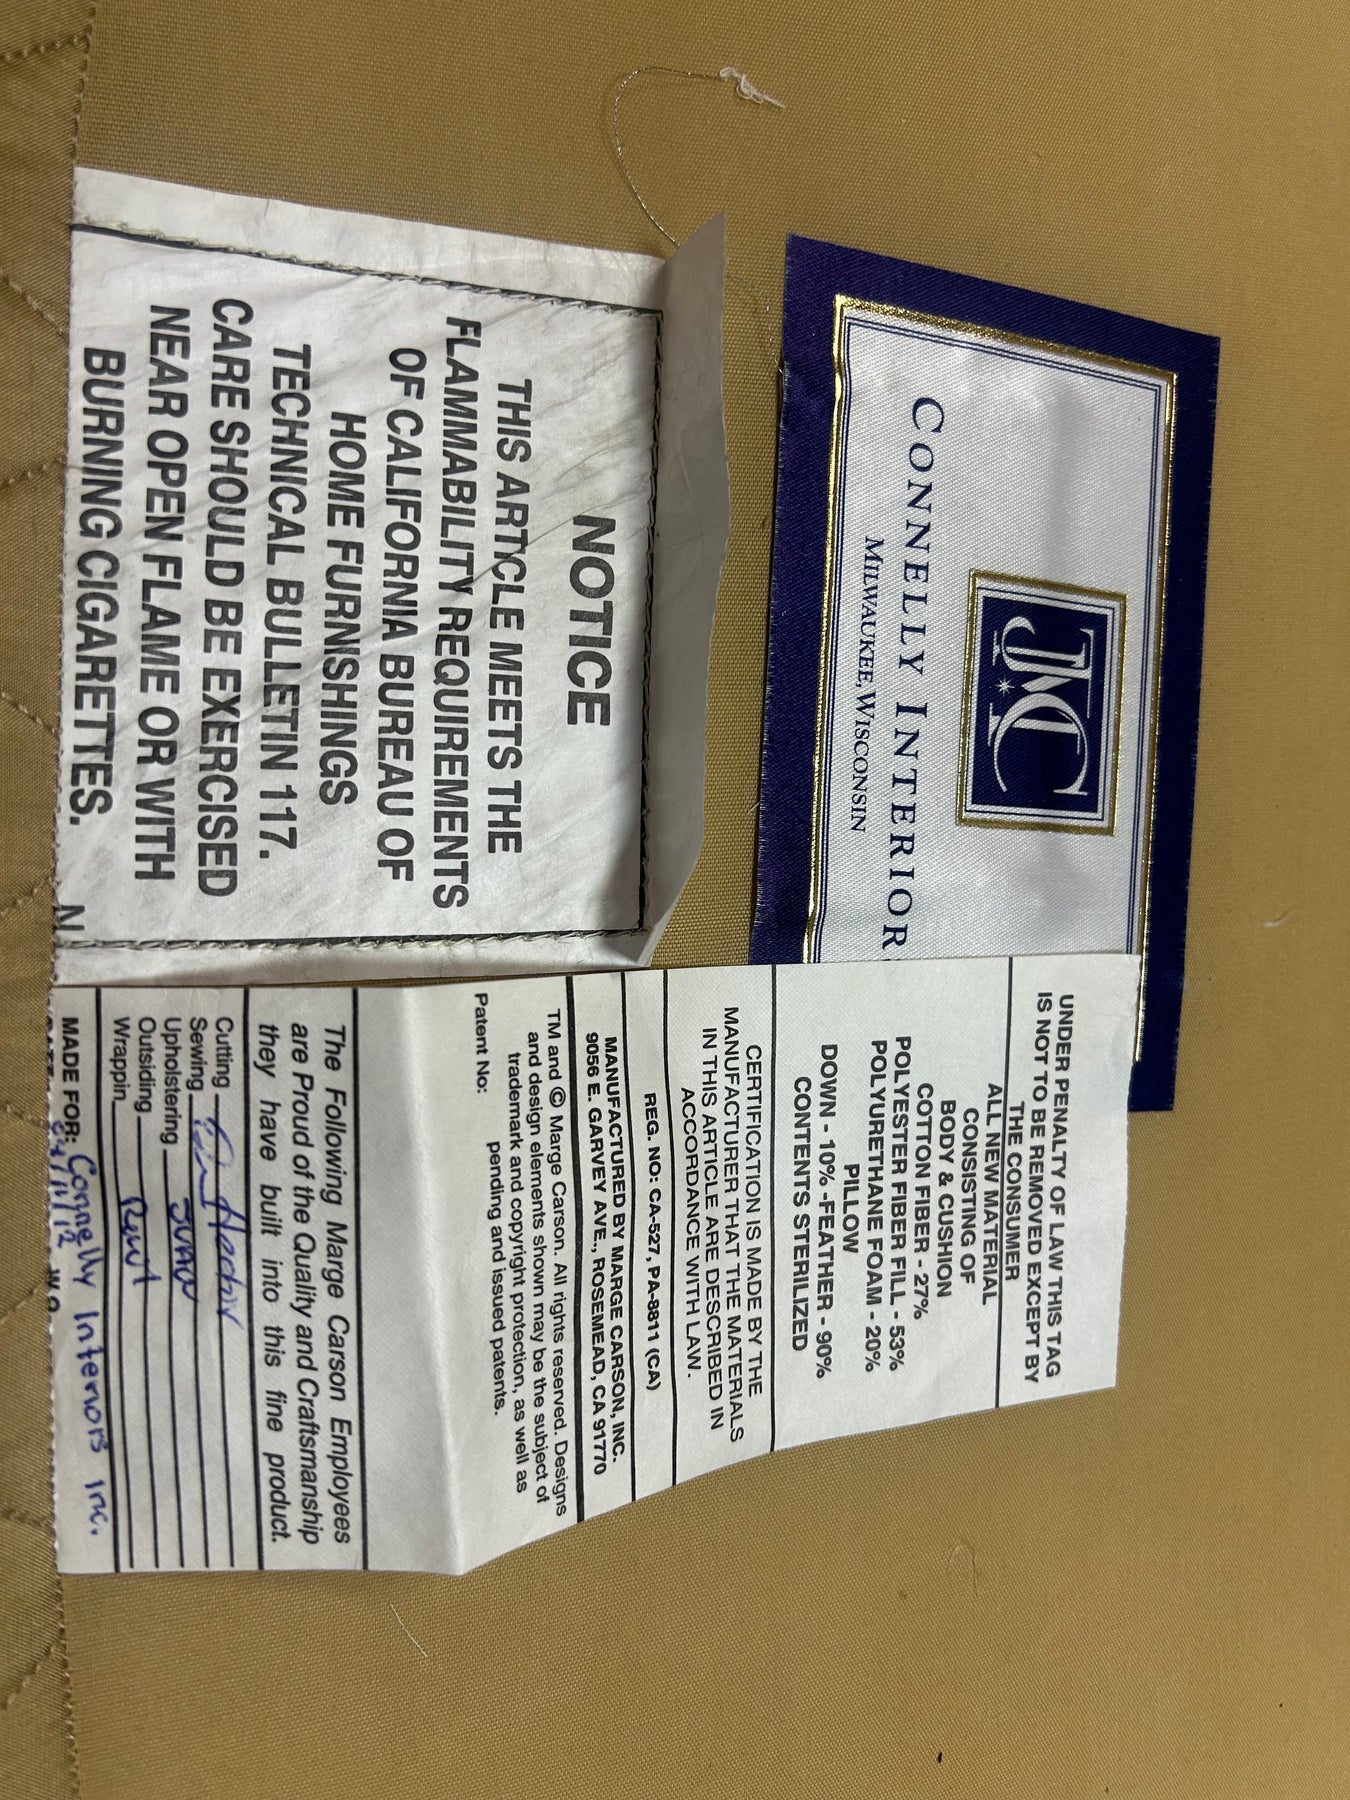 JMC
CONNELLY INTERIOR
MILWAUKEE, WISCONSIN
NOTICE
THIS ARTICLE MEETS THE
FLAMMABILITY REQUIREMENTS
OF CALIFORNIA BUREAU OF
HOME FURNISHINGS
TECHNICAL BULLETIN 117.
CARE SHOULD BE EXERCISED
NEAR OPEN FLAME OR WITH
BURNING CIGARETTES.
UNDER PENALTY OF LAW THIS TAG
IS NOT TO BE REMOVED EXCEPT BY
THE CONSUMER
ALL NEW MATERIAL
CONSISTING OF
BODY & CUSHION
COTTON FIBER - 27%
POLYESTER FIBER FILL - 53%
POLYURETHANE FOAM - 20%
PILLOW
DOWN - 10% -FEATHER - 90%
CONTENTS STERILIZED
CERTIFICATION IS MADE BY THE
MANUFACTURER THAT THE MATERIALS
IN THIS ARTICLE ARE DESCRIBED IN
ACCORDANCE WITH LAW.
REG. NO: CA-527, PA-8811 (CA)
MANUFACTURED BY MARGE CARSON, INC.
9056 E. GARVEY AVE., ROSEMEAD, CA 91770
TM and © Marge Carson. All rights reserved. Designs
and design elements shown may be the subject of
trademark and copyright protection, as well as
pending and issued patents.
Patent No:
The Following Marge Carson Employees
are Proud of the Quality and Craftsmanship
they have built into this fine product.
Cutting
Sewing Hector
Upholstering Juan
Outsiding
Wrappin Raul
MADE FOR: Connelly Interiors Inc.